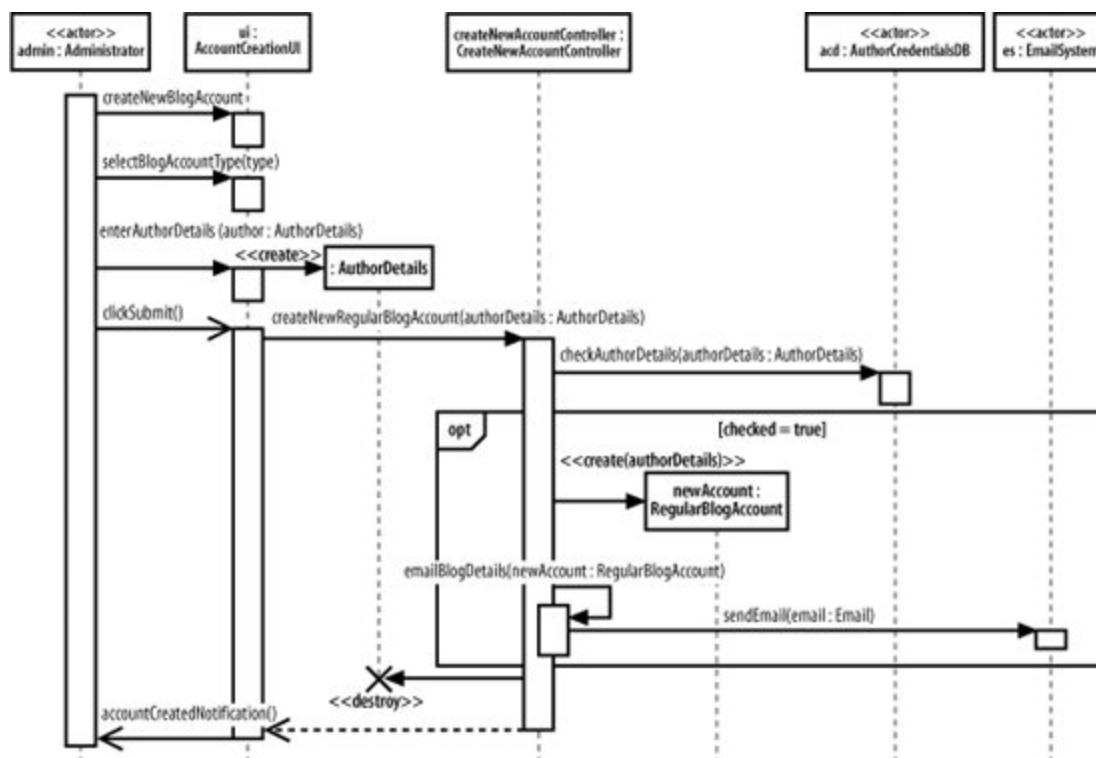 <<actor>>
admin : Administrator
ui :
AccountCreationUI
createNewAccountController :
CreateNewAccountController
<<actor>>
acd : AuthorCredentialsDB
<<actor>>
es : EmailSystem
createNewBlogAccount
selectBlogAccountType(type)
enterAuthorDetails (author : AuthorDetails)
<<create>>
: AuthorDetails
clickSubmit()
createNewRegularBlogAccount(authorDetails : AuthorDetails)
checkAuthorDetails(authorDetails : AuthorDetails)
opt
[checked = true]
<<create(authorDetails)>>
newAccount :
RegularBlogAccount
emailBlogDetails(newAccount : RegularBlogAccount)
sendEmail(email : Email)
<<destroy>>
accountCreatedNotification()